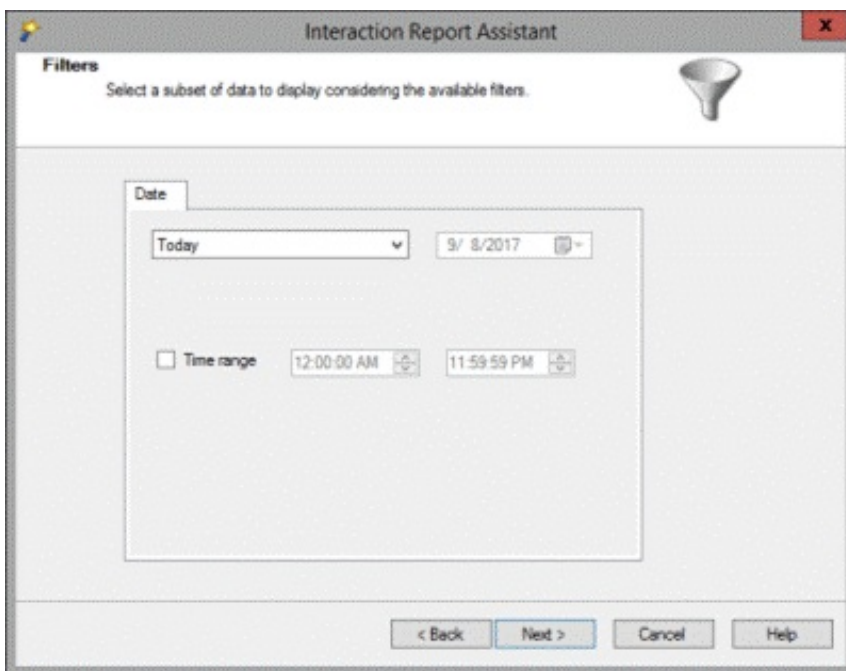 Interaction Report Assistant
x
Filters
Select a subset of data to display considering the available filters.
Date
Today 9/ 8/2017
Time range 12:00:00 AM 11:59:59 PM
< Back Next > Cancel Help